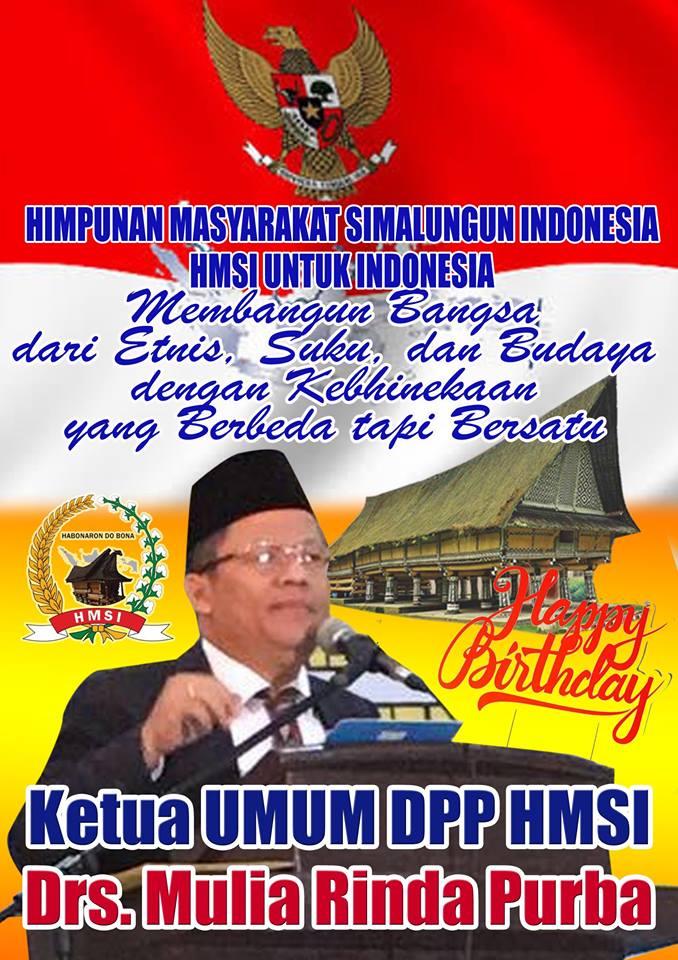 HIMPUNAN MASYARAKAT SIMALUNGUN INDONESIA
HMSI UNTUK INDONESIA
Membangun Bangsa
dari Etnis, Suku, dan Budaya
dengan Kebhinekaan
yang Berbeda tapi Bersatu
HABONARON DO BONA
HMSI
Happy
Birthday
Ketua UMUM DPP HMSI
Drs. Mulia Rinda Purba